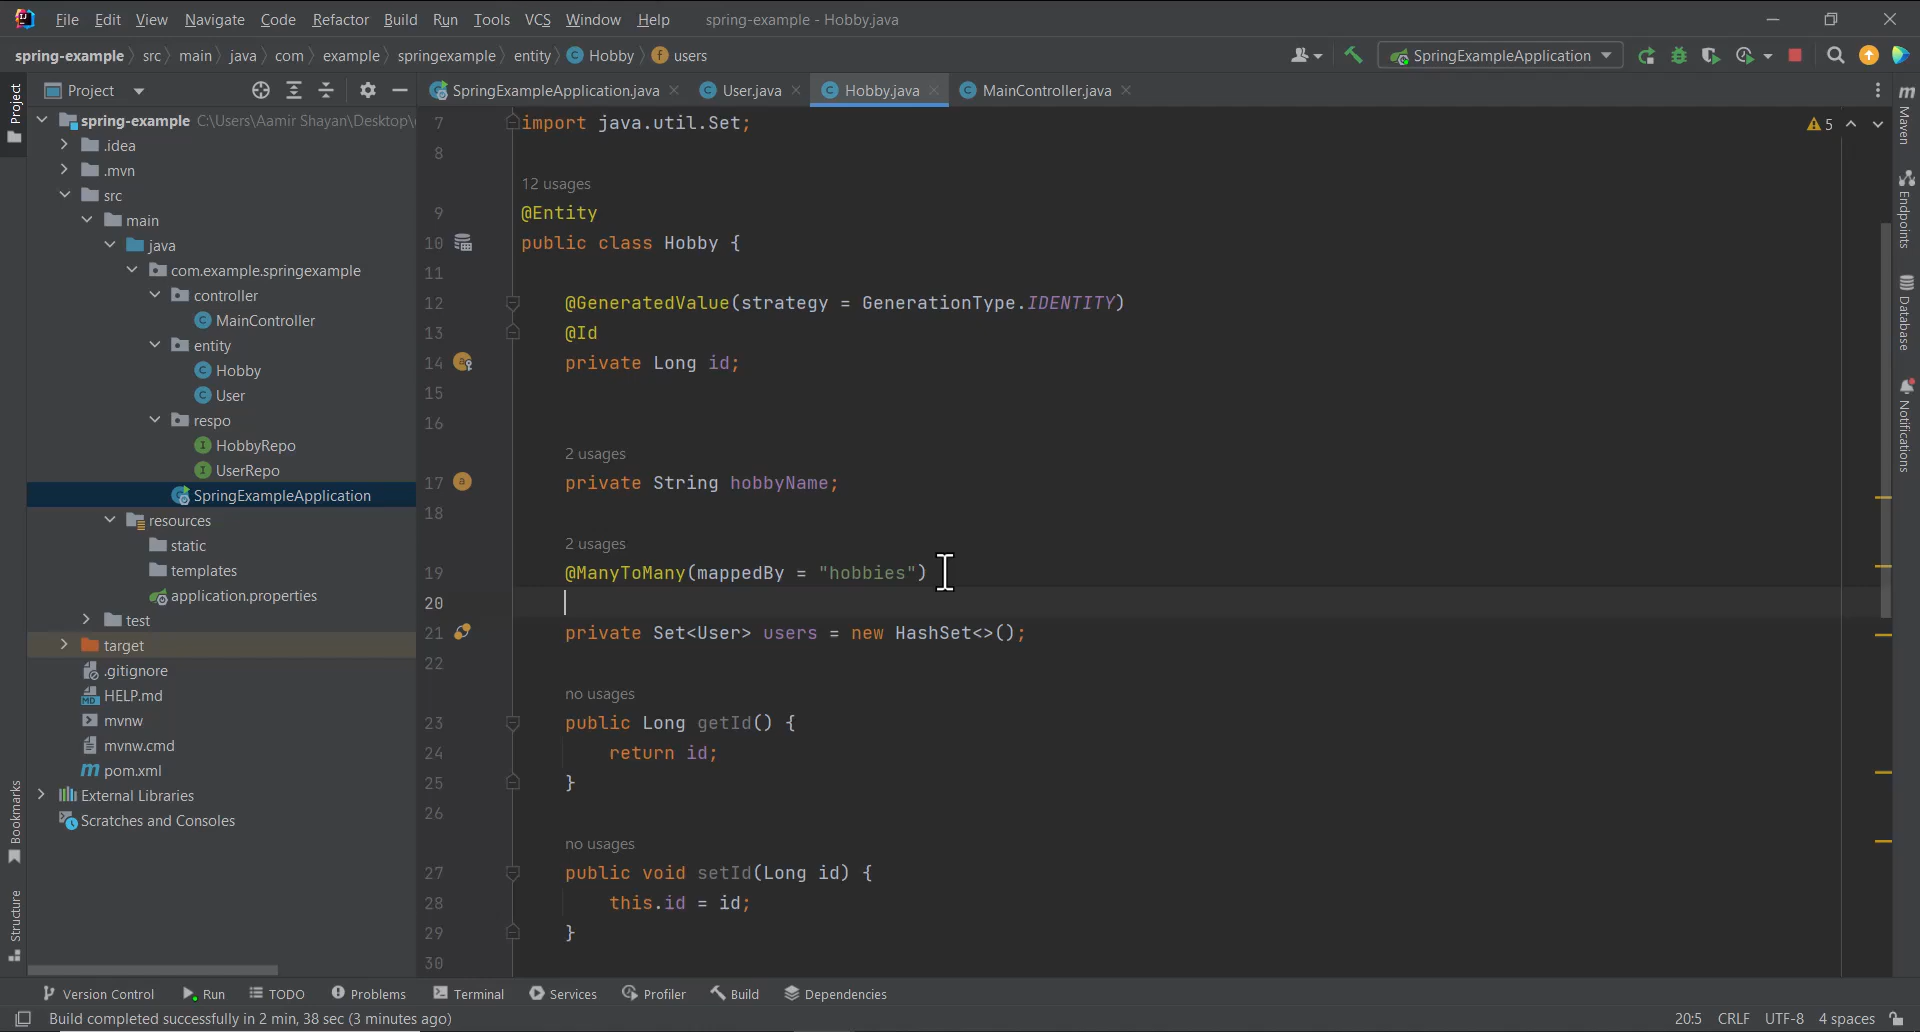 File Edit View Navigate Code Refactor Build Run Tools VCS Window Help spring-example - Hobby.java
spring-example src main java com example springexample entity Hobby users SpringExampleApplication
Project
Project
SpringExampleApplication.java User.java Hobby.java MainController.java
spring-example C:\Users\Aamir Shayan\Desktop\
.idea
.mvn
src
main
java
com.example.springexample
controller
MainController
entity
Hobby
User
respo
HobbyRepo
UserRepo
SpringExampleApplication
resources
static
templates
application.properties
test
target
.gitignore
HELP.md
mvnw
mvnw.cmd
pom.xml
External Libraries
Scratches and Consoles
Bookmarks
Structure
5
7 import java.util.Set;
8
12 usages
9 @Entity
10 public class Hobby {
11
12 @GeneratedValue(strategy = GenerationType.IDENTITY)
13 @Id
14 private Long id;
15
16
2 usages
17 private String hobbyName;
18
2 usages
19 @ManyToMany(mappedBy = "hobbies")
20
21 private Set<User> users = new HashSet<>();
22
no usages
23 public Long getId() {
24 return id;
25 }
26
no usages
27 public void setId(Long id) {
28 this.id = id;
29 }
30
Maven
Endpoints
Database
Notifications
Version Control Run TODO Problems Terminal Services Profiler Build Dependencies
Build completed successfully in 2 min, 38 sec (3 minutes ago) 20:5 CRLF UTF-8 4 spaces